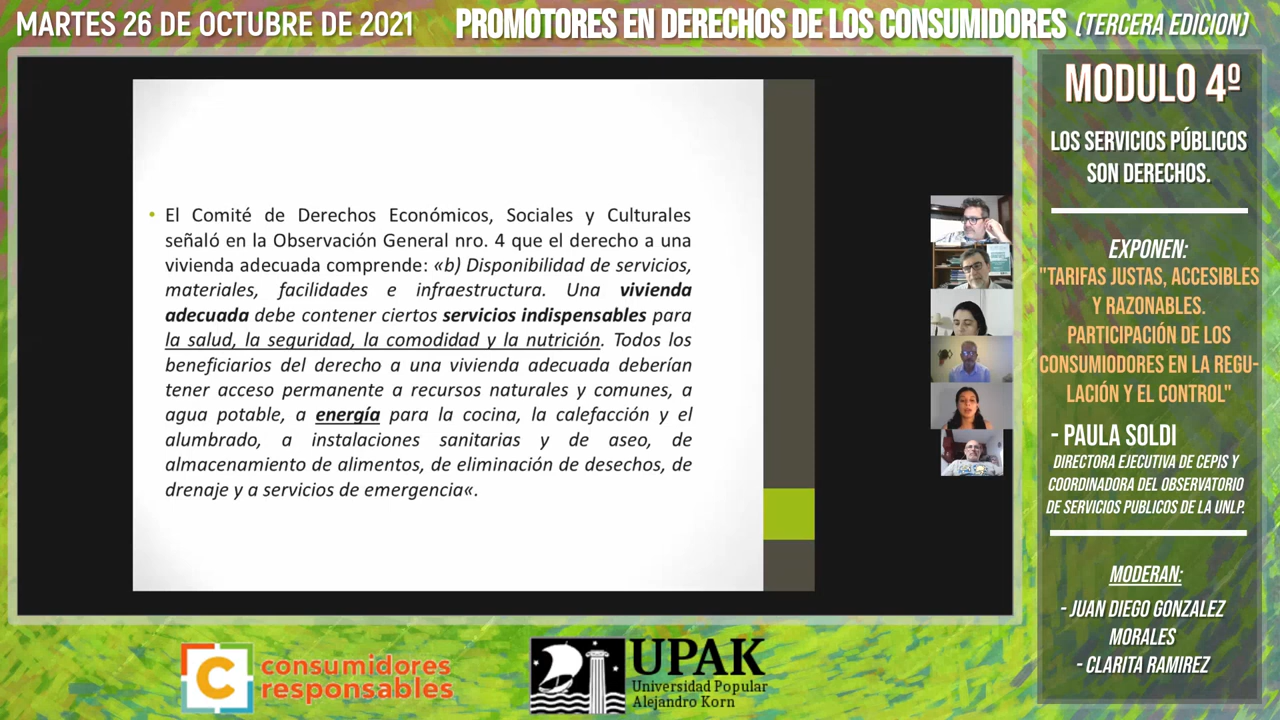 MARTES 26 DE OCTUBRE DE 2021
PROMOTORES EN DERECHOS DE LOS CONSUMIDORES (TERCERA EDICION)
• El Comité de Derechos Económicos, Sociales y Culturales
señaló en la Observación General nro. 4 que el derecho a una
vivienda adecuada comprende: «b) Disponibilidad de servicios,
materiales, facilidades e infraestructura. Una vivienda
adecuada debe contener ciertos servicios indispensables para
la salud, la seguridad, la comodidad y la nutrición. Todos los
beneficiarios del derecho a una vivienda adecuada deberían
tener acceso permanente a recursos naturales y comunes, a
agua potable, a energía para la cocina, la calefacción y el
alumbrado, a instalaciones sanitarias y de aseo, de
almacenamiento de alimentos, de eliminación de desechos, de
drenaje y a servicios de emergencia«.
MODULO 4º
LOS SERVICIOS PÚBLICOS
SON DERECHOS.
EXPONEN:
"TARIFAS JUSTAS, ACCESIBLES
Y RAZONABLES.
PARTICIPACIÓN DE LOS
CONSUMIODORES EN LA REGU-
LACIÓN Y EL CONTROL"
- PAULA SOLDI
DIRECTORA EJECUTIVA DE CEPIS Y
COORDINADORA DEL OBSERVATORIO
DE SERVICIOS PUBLICOS DE LA UNLP.
MODERAN:
- JUAN DIEGO GONZALEZ
MORALES
- CLARITA RAMIREZ
C
consumidores
responsables
UPAK
Universidad Popular
Alejandro Korn